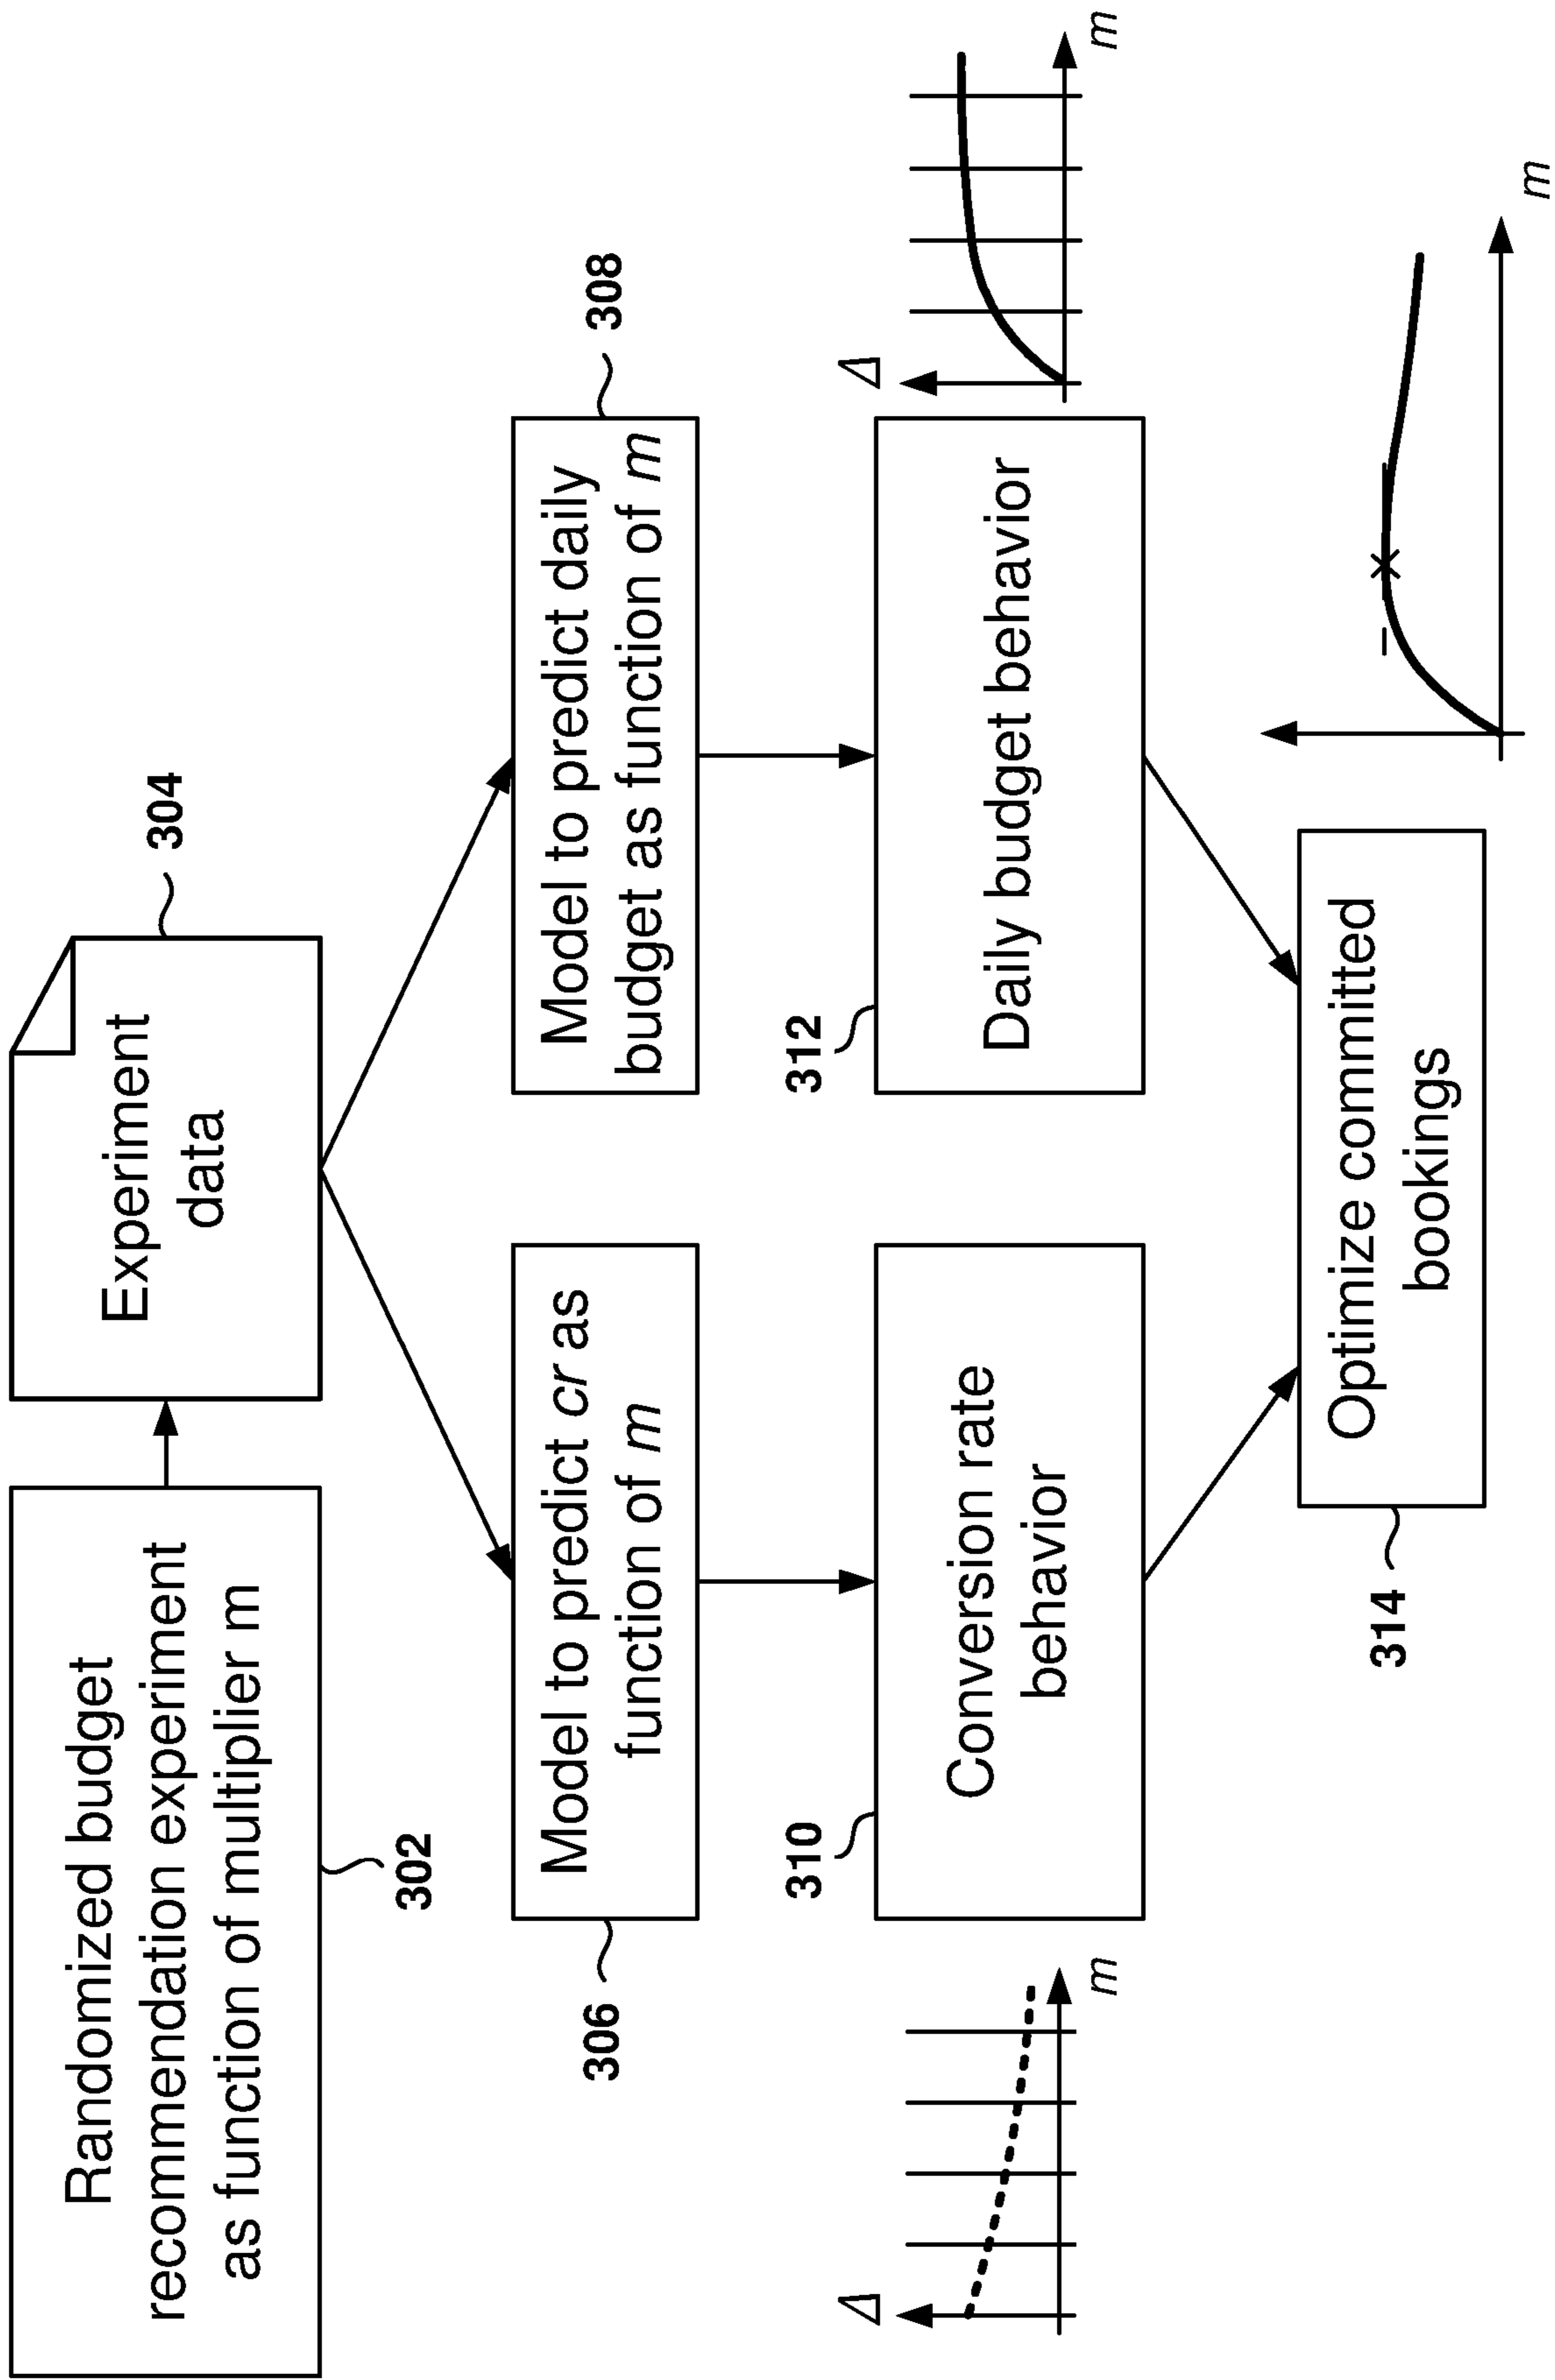 Randomized budget
recommendation experiment
as function of multiplier m
302
Experiment
data
304
Model to predict cr as
function of m
306
Model to predict daily
budget as function of m
308
Δ
m
Conversion rate
behavior
310
Daily budget behavior
312
Δ
m
Optimize committed
bookings
314
m